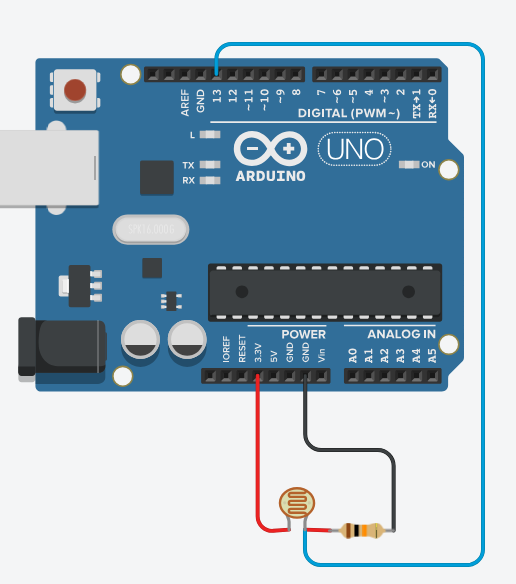 AREF
GND
13
12
~11
~10
~9
8
7
~6
~5
4
~3
2
TX→1
RX←0
DIGITAL (PWM~)
L
TX
RX
ARDUINO
UNO
ON
POWER
ANALOG IN
IOREF
RESET
3.3V
5V
GND
GND
Vin
A0
A1
A2
A3
A4
A5